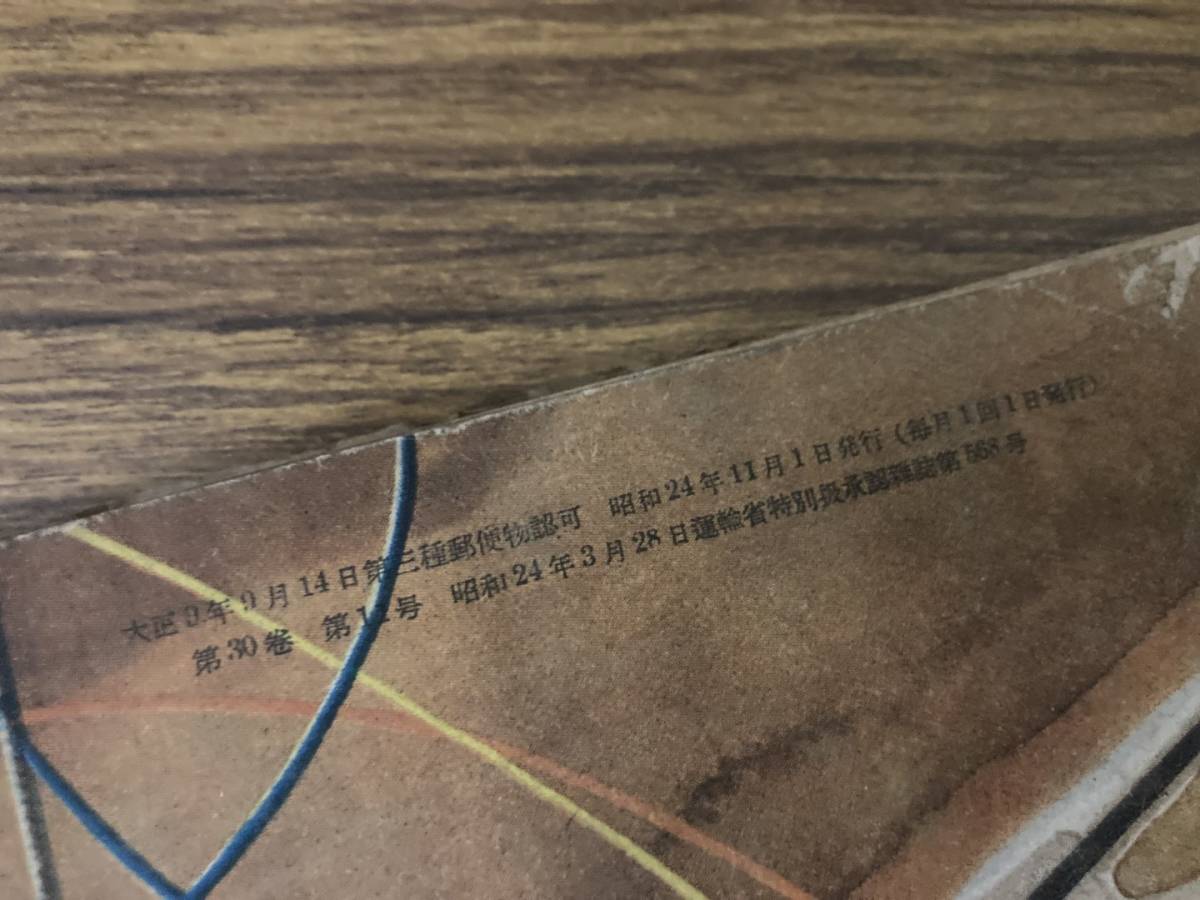 大正9年9月14日第三種郵便物認可 昭和24年11月1日発行（毎月1回1日発行）
第30巻 第11号 昭和24年3月28日運輸省特別扱承認雑誌第568号